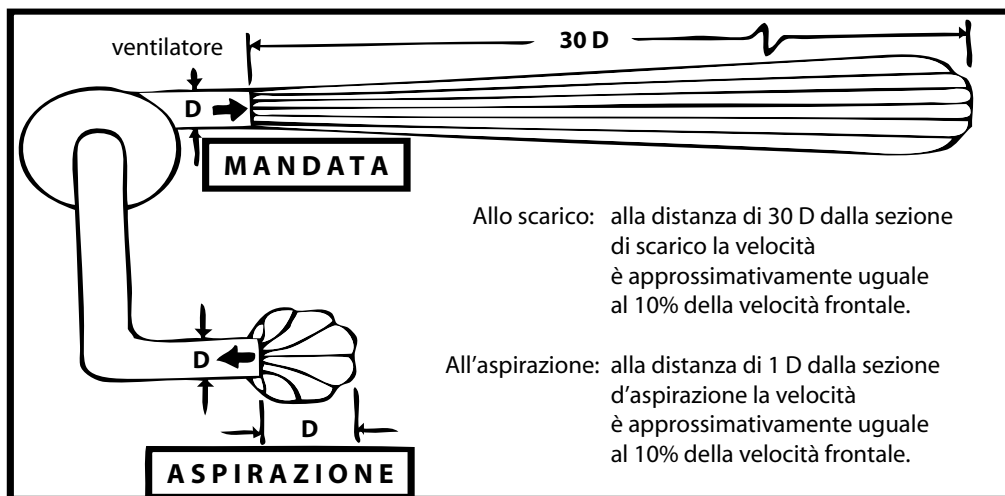 ventilatore
30 D
D
MANDATA
Allo scarico: alla distanza di 30 D dalla sezione
di scarico la velocità
è approssimativamente uguale
al 10% della velocità frontale.
D
All’aspirazione: alla distanza di 1 D dalla sezione
d’aspirazione la velocità
è approssimativamente uguale
al 10% della velocità frontale.
D
ASPIRAZIONE